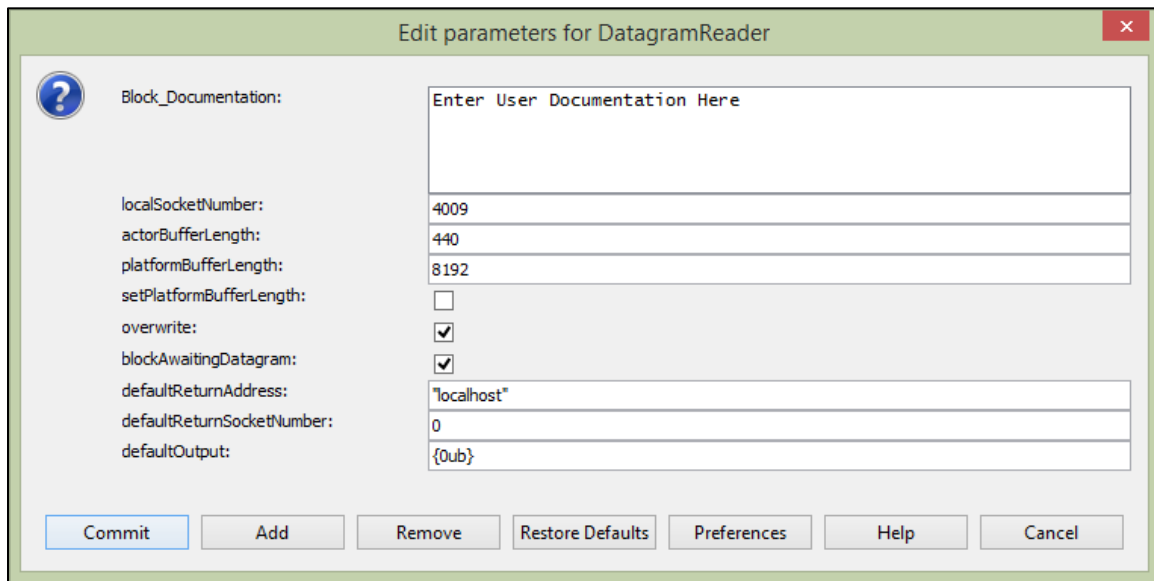 Edit parameters for DatagramReader
Block_Documentation:
Enter User Documentation Here
localSocketNumber: 4009
actorBufferLength: 440
platformBufferLength: 8192
setPlatformBufferLength:
overwrite:
blockAwaitingDatagram:
defaultReturnAddress: "localhost"
defaultReturnSocketNumber: 0
defaultOutput: {0ub}
Commit Add Remove Restore Defaults Preferences Help Cancel